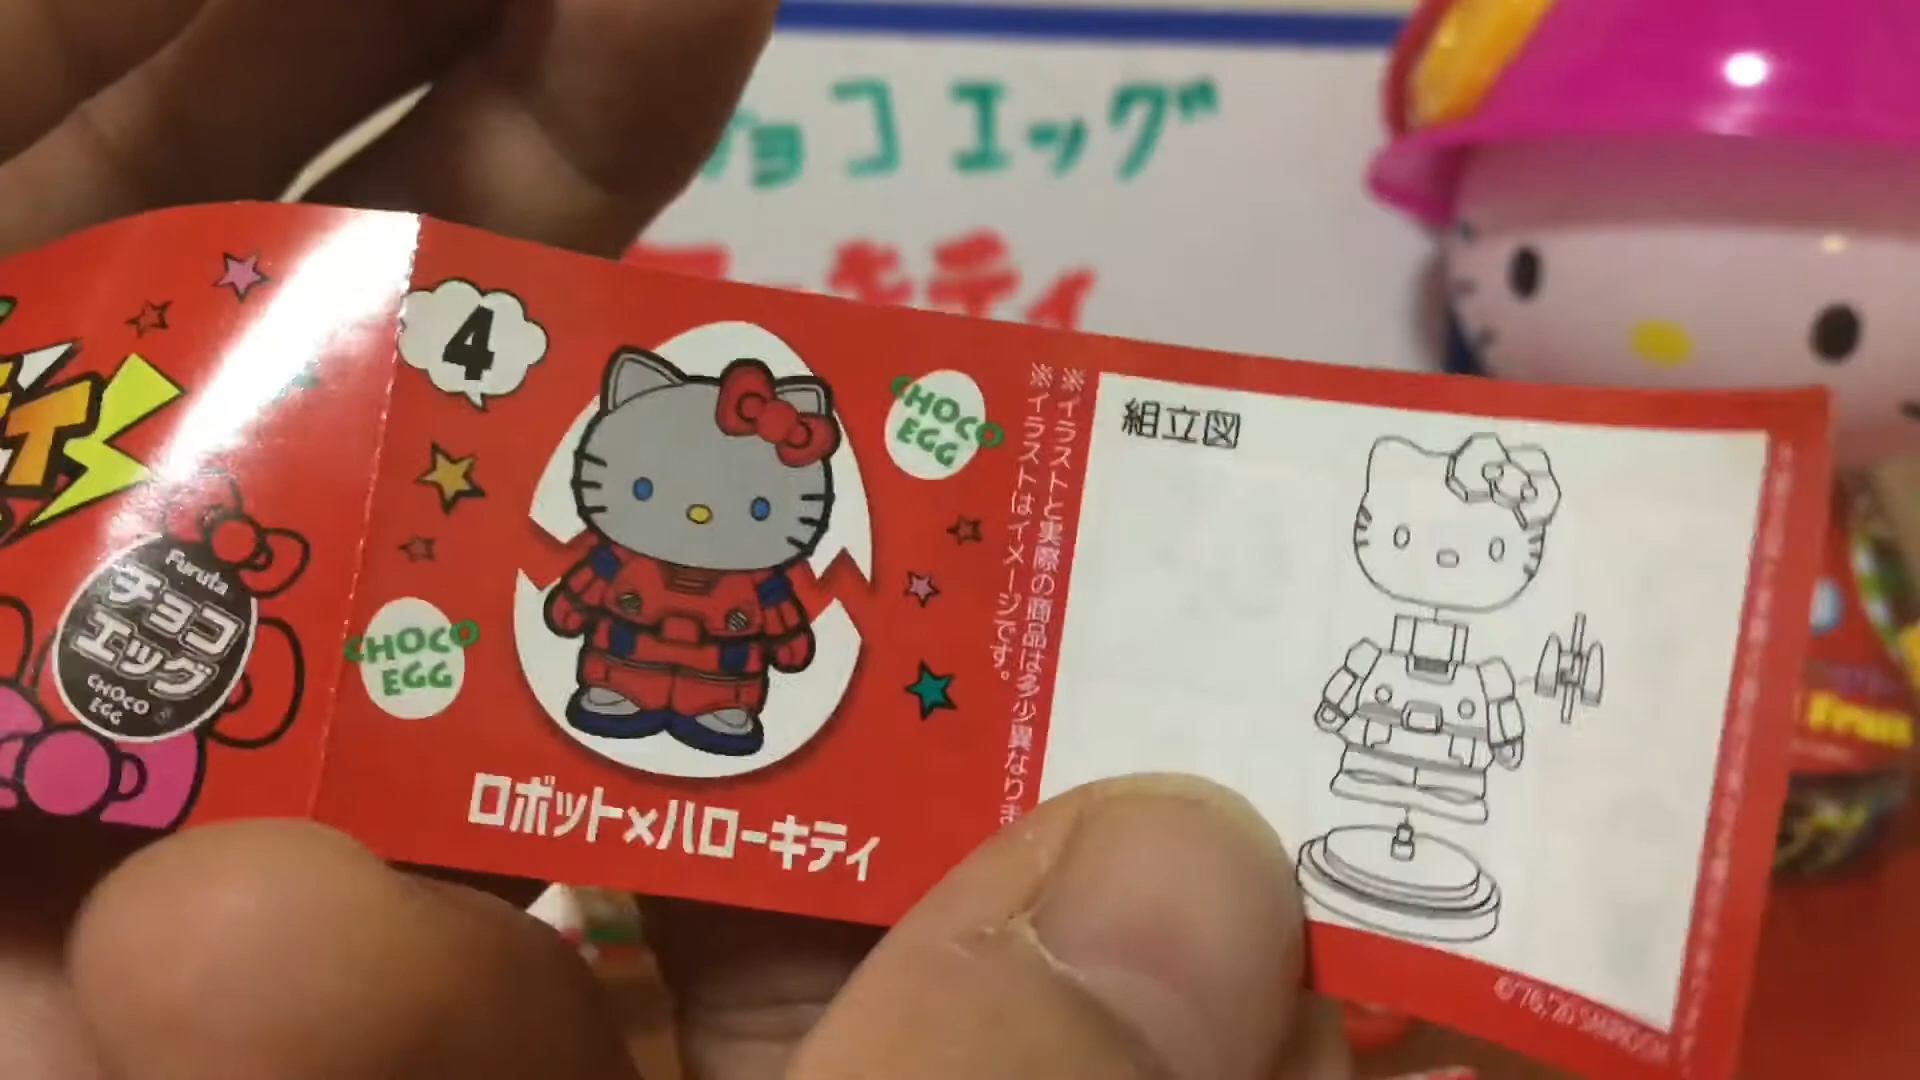 チョコエッグ
ーキティ
4
CHOCO
EGG
CHOCO
EGG
Furuta
チョコ
エッグ
CHOCO
EGG
ロボット×ハローキティ
※イラストと実際の商品は多少異なりま
※イラストはイメージです。
組立図